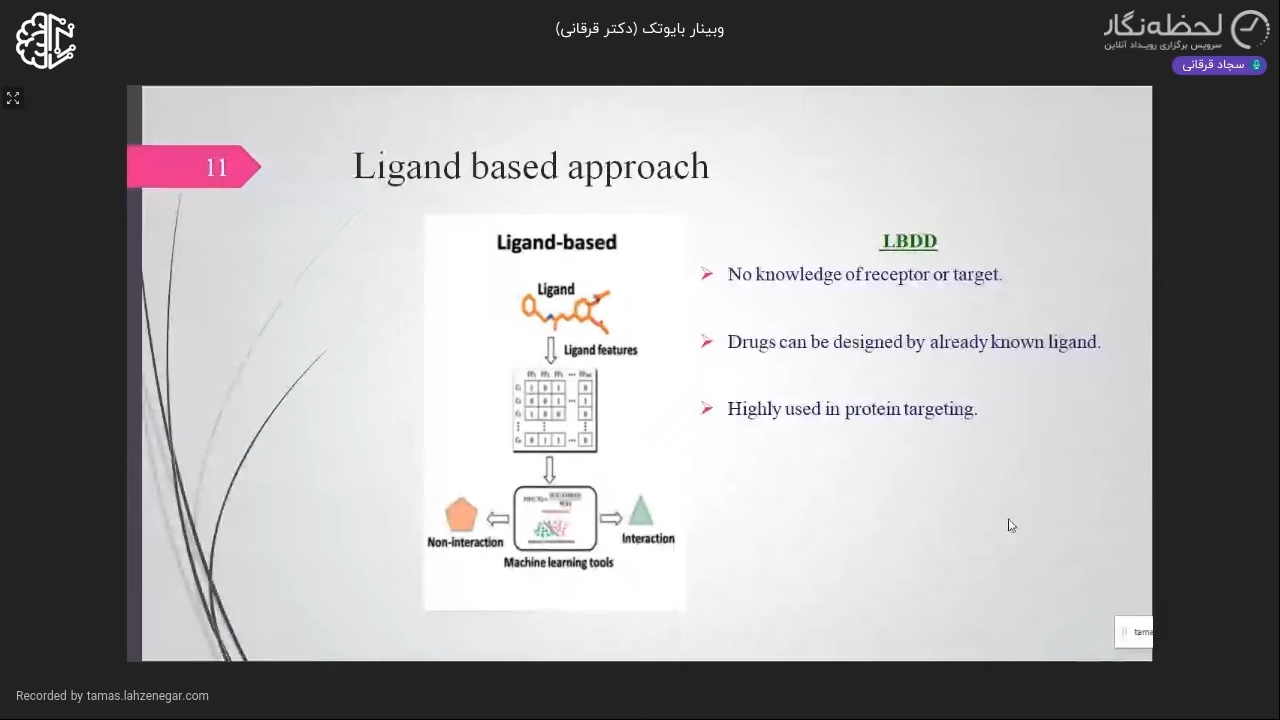 وبینار بایوتک (دکتر قرقانی)
لحظه‌نگار
سرویس برگزاری رویداد آنلاین
سجاد قرقانی
11
Ligand based approach
Ligand-based
Ligand
Ligand features
Non-interaction
Interaction
Machine learning tools
LBDD
No knowledge of receptor or target.
Drugs can be designed by already known ligand.
Highly used in protein targeting.
tama
Recorded by tamas.lahzenegar.com